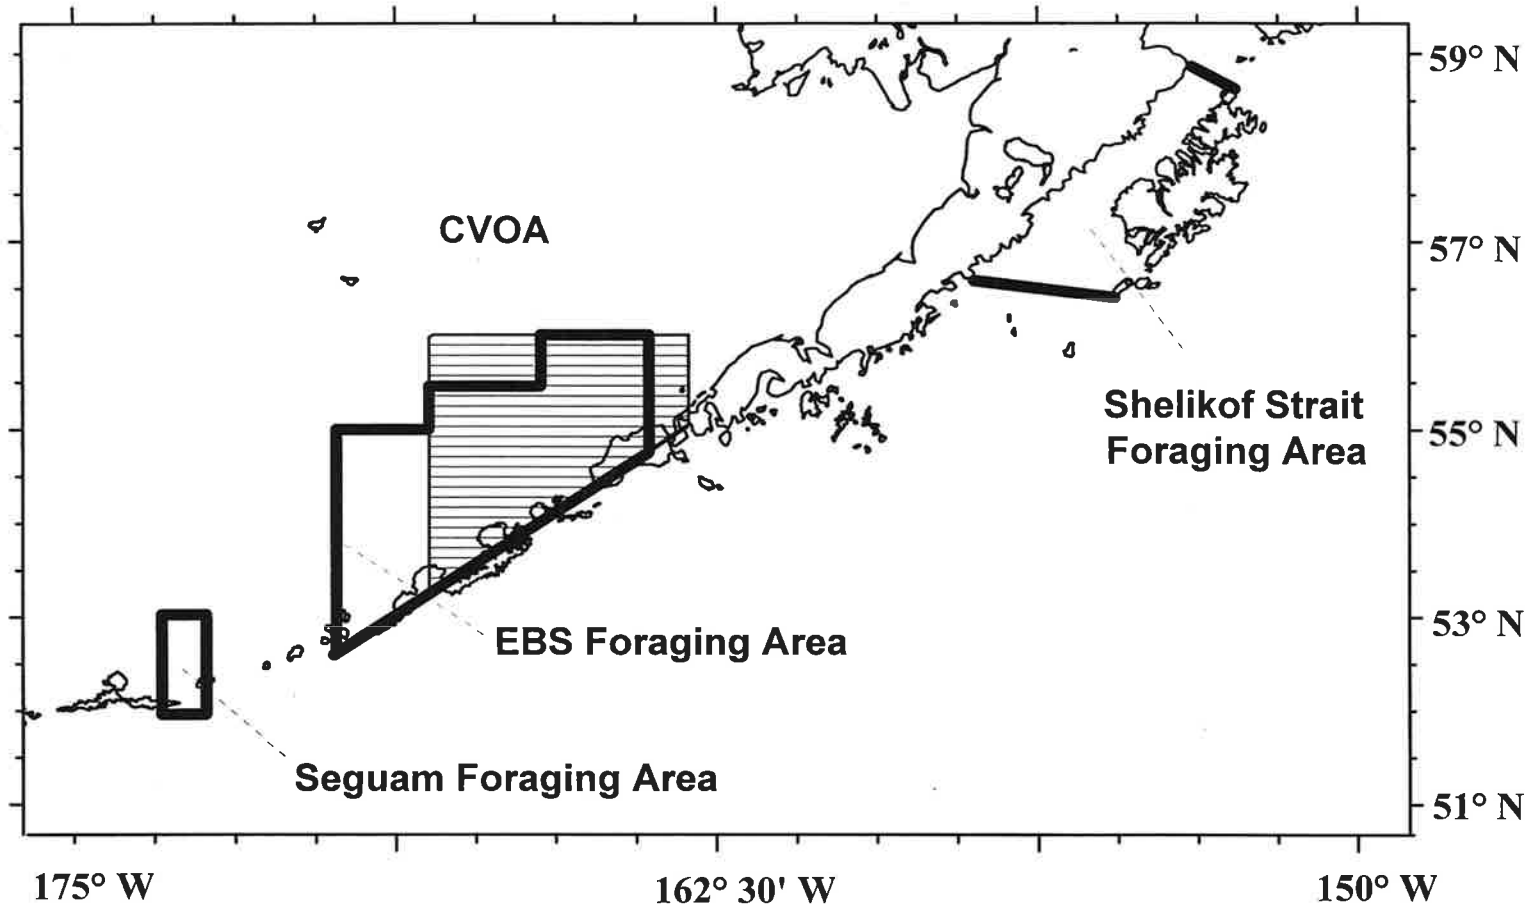 59° N
CVOA
57° N
Shelikof Strait
Foraging Area
55° N
53° N
EBS Foraging Area
Seguam Foraging Area
51° N
175° W
162° 30' W
150° W